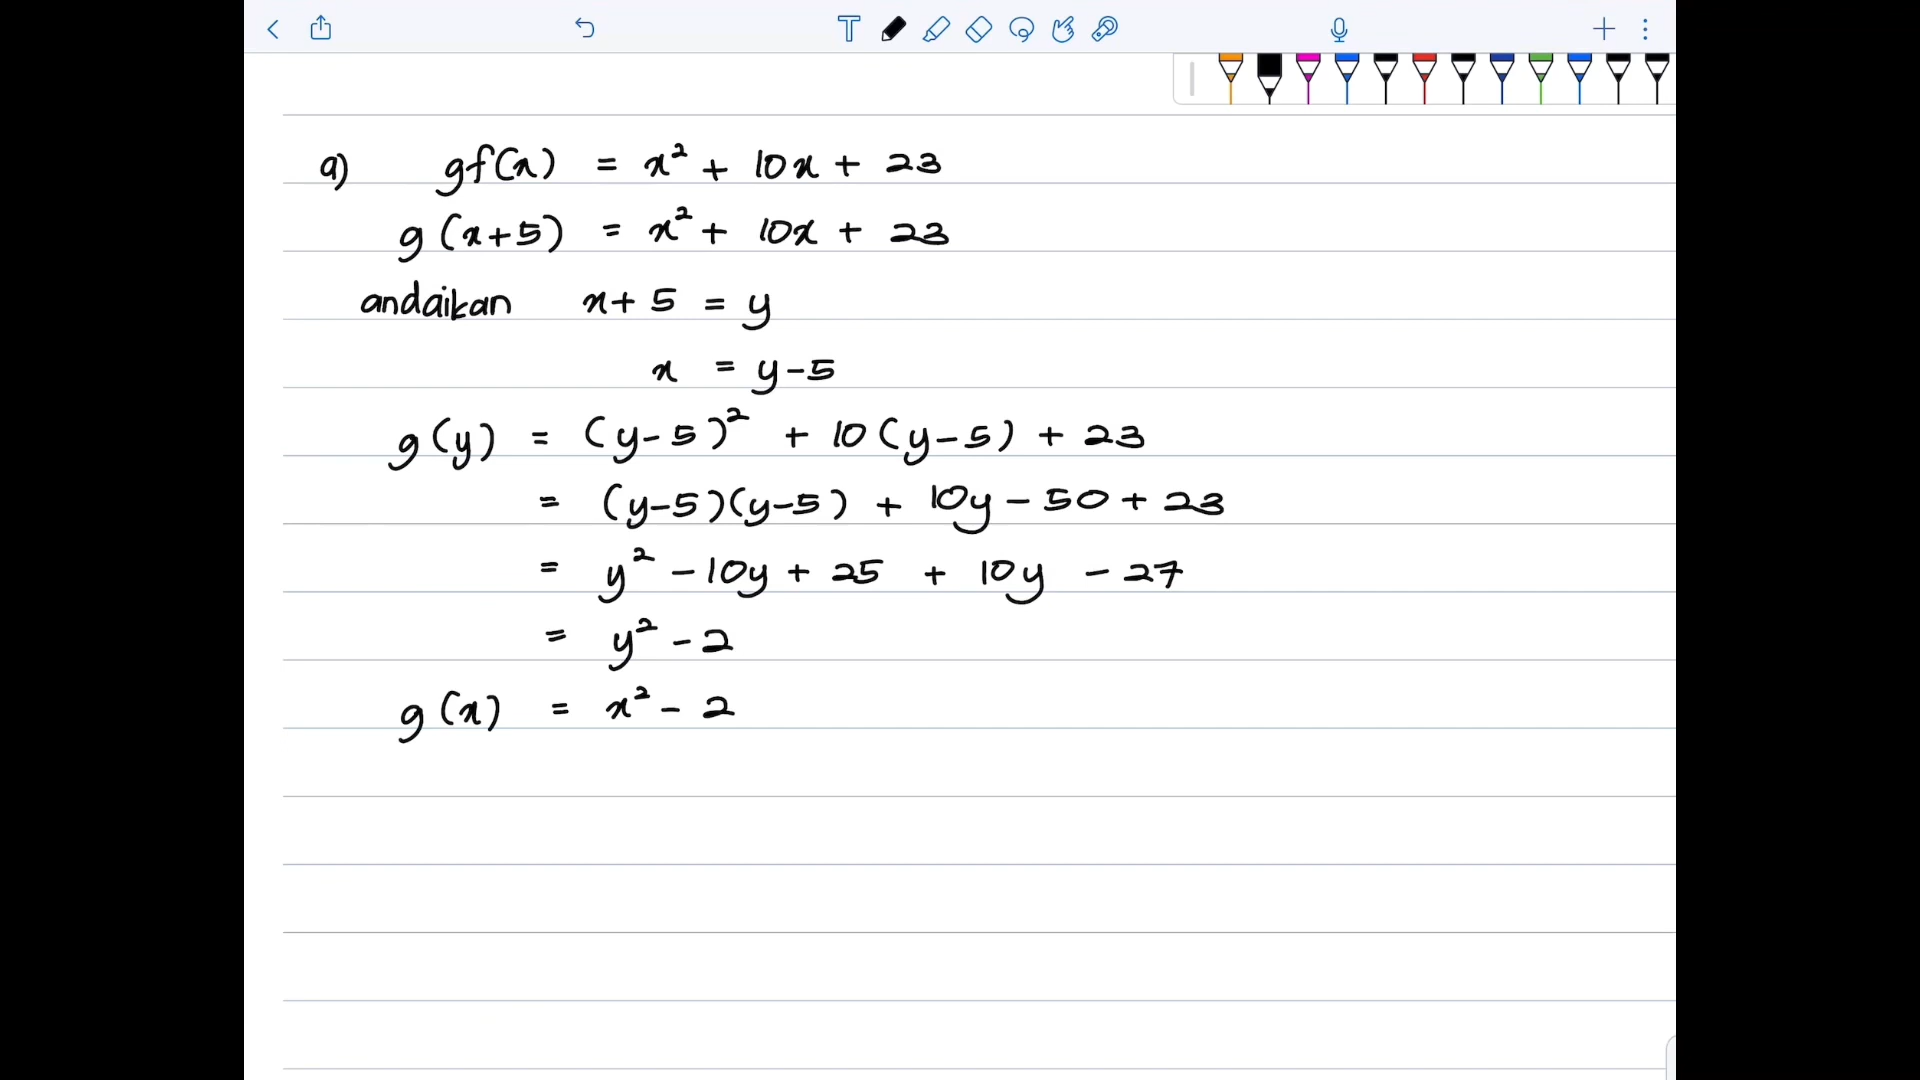 a) gf(x) = x² + 10x + 23
g(x+5) = x² + 10x + 23
andaikan x + 5 = y
x = y - 5
g(y) = (y-5)² + 10(y-5) + 23
= (y-5)(y-5) + 10y - 50 + 23
= y² - 10y + 25 + 10y - 27
= y² - 2
g(x) = x² - 2